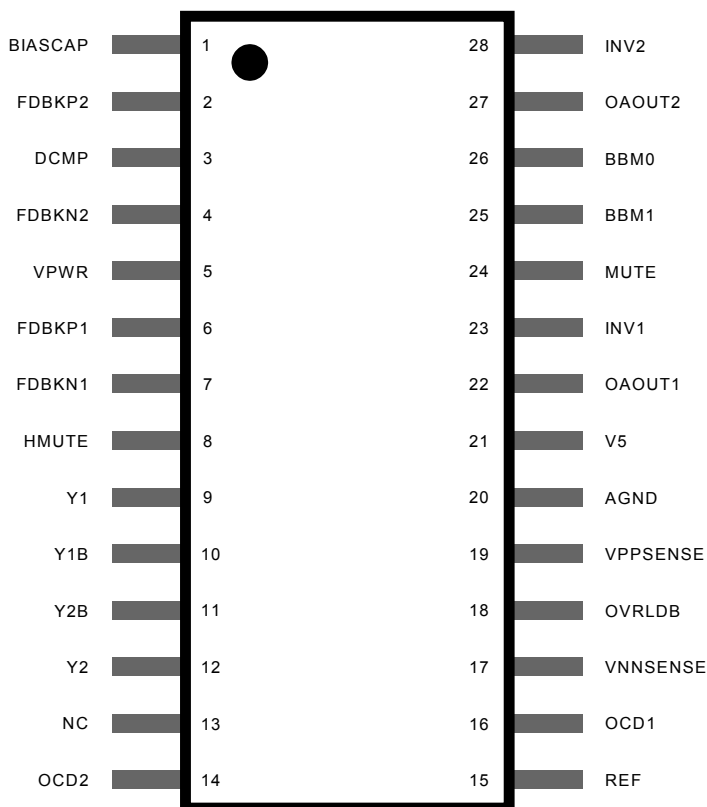 BIASCAP 1 28 INV2
FDBKP2 2 27 OAOUT2
DCMP 3 26 BBM0
FDBKN2 4 25 BBM1
VPWR 5 24 MUTE
FDBKP1 6 23 INV1
FDBKN1 7 22 OAOUT1
HMUTE 8 21 V5
Y1 9 20 AGND
Y1B 10 19 VPPSENSE
Y2B 11 18 OVRLDB
Y2 12 17 VNNSENSE
NC 13 16 OCD1
OCD2 14 15 REF